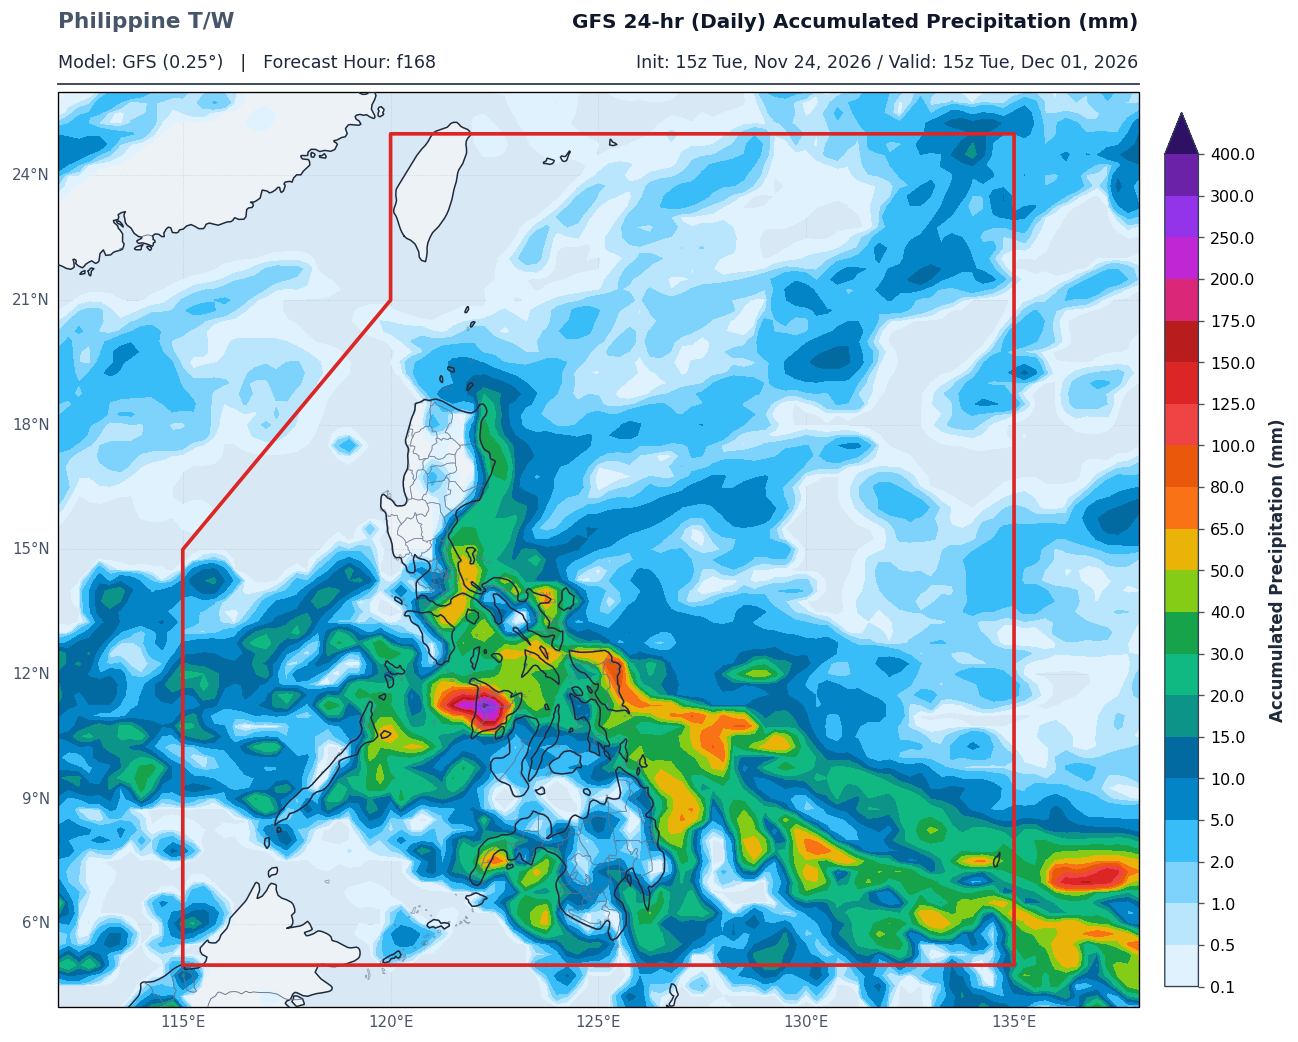 Philippine T/W
GFS 24-hr (Daily) Accumulated Precipitation (mm)
Model: GFS (0.25°)   |   Forecast Hour: f168
Init: 15z Tue, Nov 24, 2026 / Valid: 15z Tue, Dec 01, 2026
24°N
21°N
18°N
15°N
12°N
9°N
6°N
115°E
120°E
125°E
130°E
135°E
400.0
300.0
250.0
200.0
175.0
150.0
125.0
100.0
80.0
65.0
50.0
40.0
30.0
20.0
15.0
10.0
5.0
2.0
1.0
0.5
0.1
Accumulated Precipitation (mm)